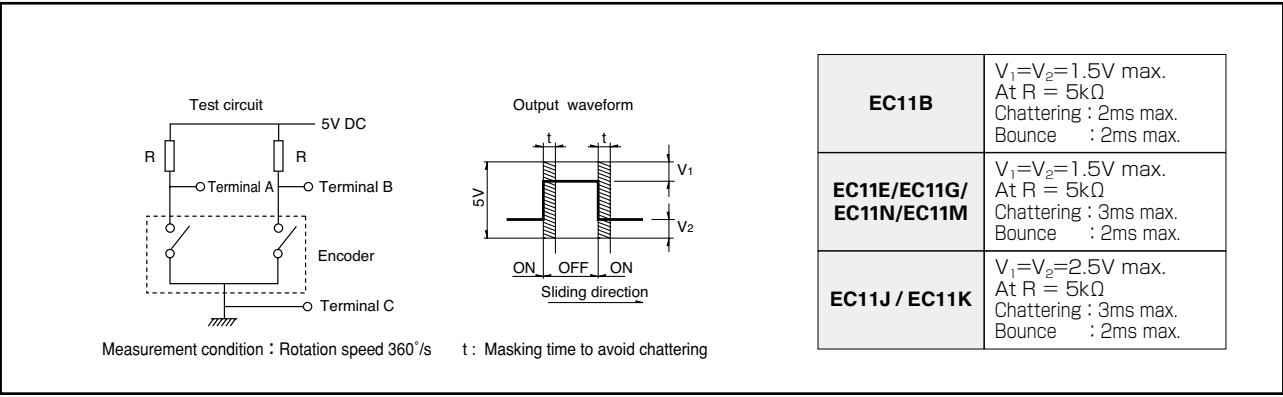 Test circuit
5V DC
R
R
Terminal A
Terminal B
Encoder
Terminal C
Measurement condition : Rotation speed 360˚/s
Output waveform
t
t
V₁
5V
V₂
ON
OFF
ON
Sliding direction
t : Masking time to avoid chattering
EC11B
V₁=V₂=1.5V max.
At R = 5kΩ
Chattering : 2ms max.
Bounce : 2ms max.
EC11E/EC11G/
EC11N/EC11M
V₁=V₂=1.5V max.
At R = 5kΩ
Chattering : 3ms max.
Bounce : 2ms max.
EC11J / EC11K
V₁=V₂=2.5V max.
At R = 5kΩ
Chattering : 3ms max.
Bounce : 2ms max.